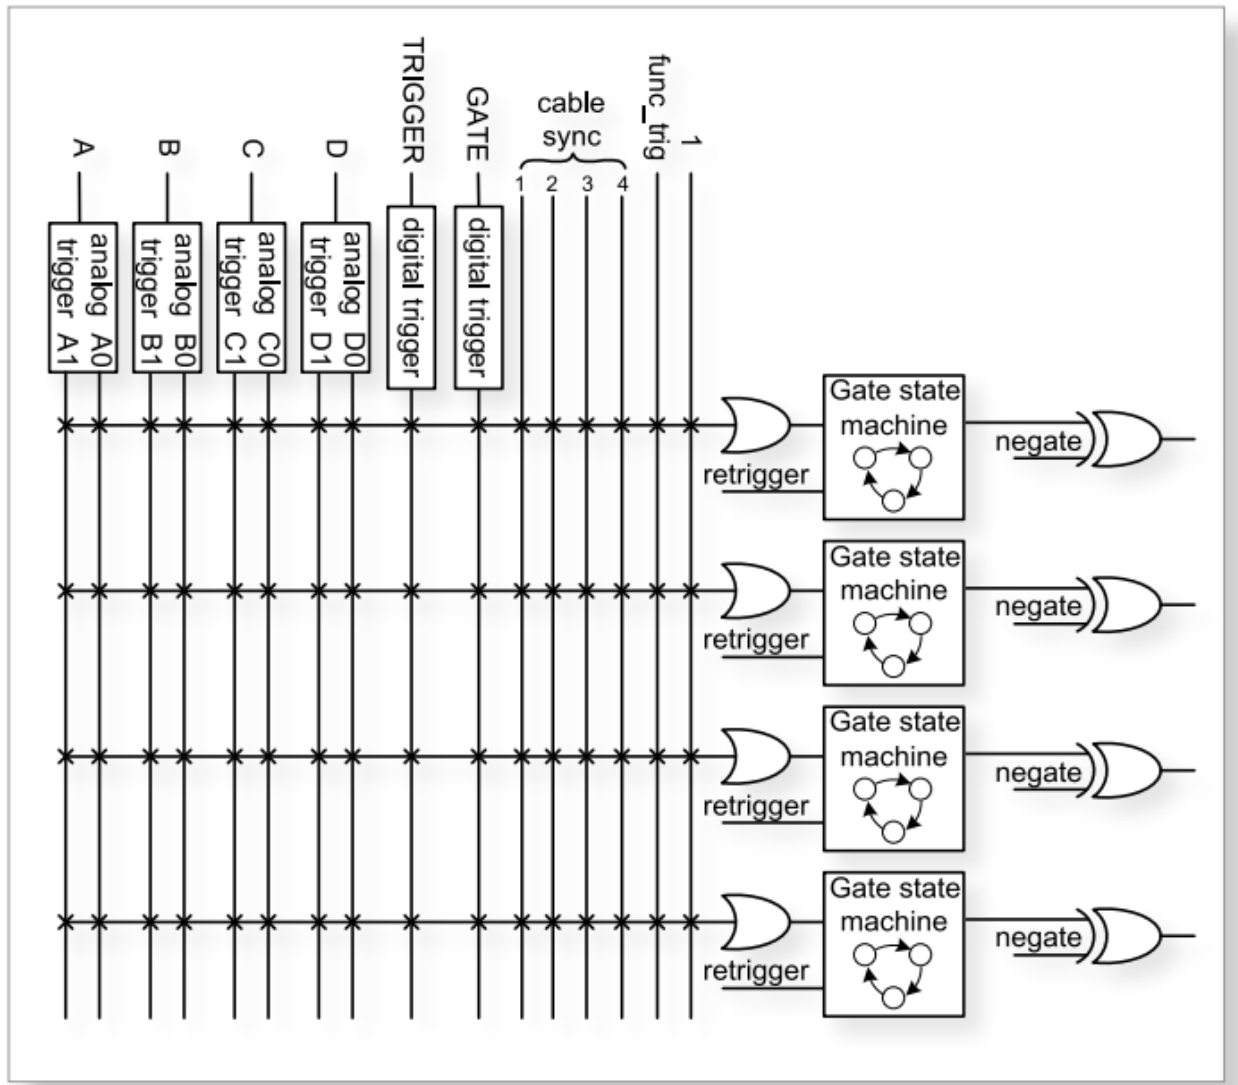 A
B
C
D
TRIGGER
GATE
cable
sync
1
2
3
4
func_trig
1
analog A0
trigger A1
analog B0
trigger B1
analog C0
trigger C1
analog D0
trigger D1
digital trigger
digital trigger
Gate state
machine
retrigger
negate
Gate state
machine
retrigger
negate
Gate state
machine
retrigger
negate
Gate state
machine
retrigger
negate